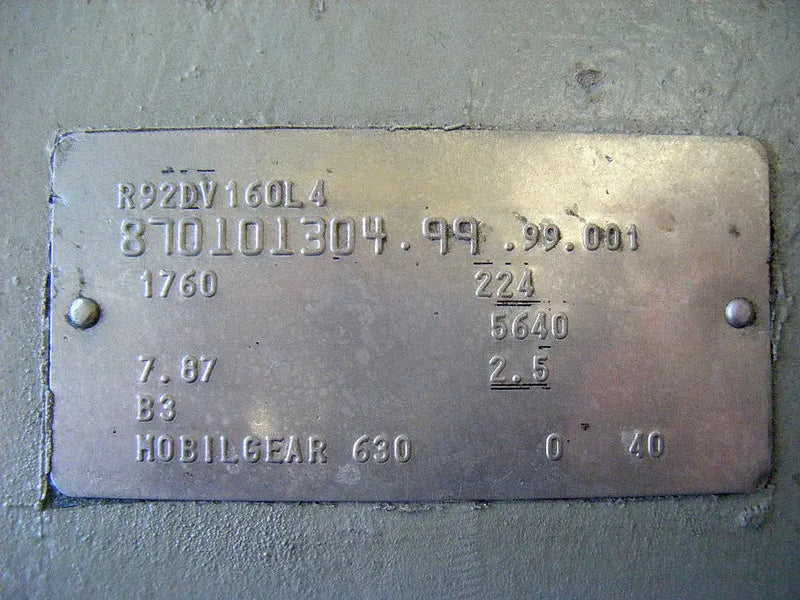 R92DV160L4
870101304.99.99.001
1760 224
5640
7.87 2.5
B3
MOBILGEAR 630 0 40